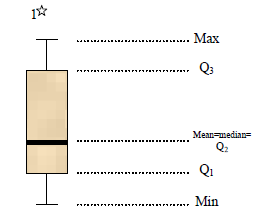 1☆
Max
Q3
Mean=median=
Q2
Q1
Min